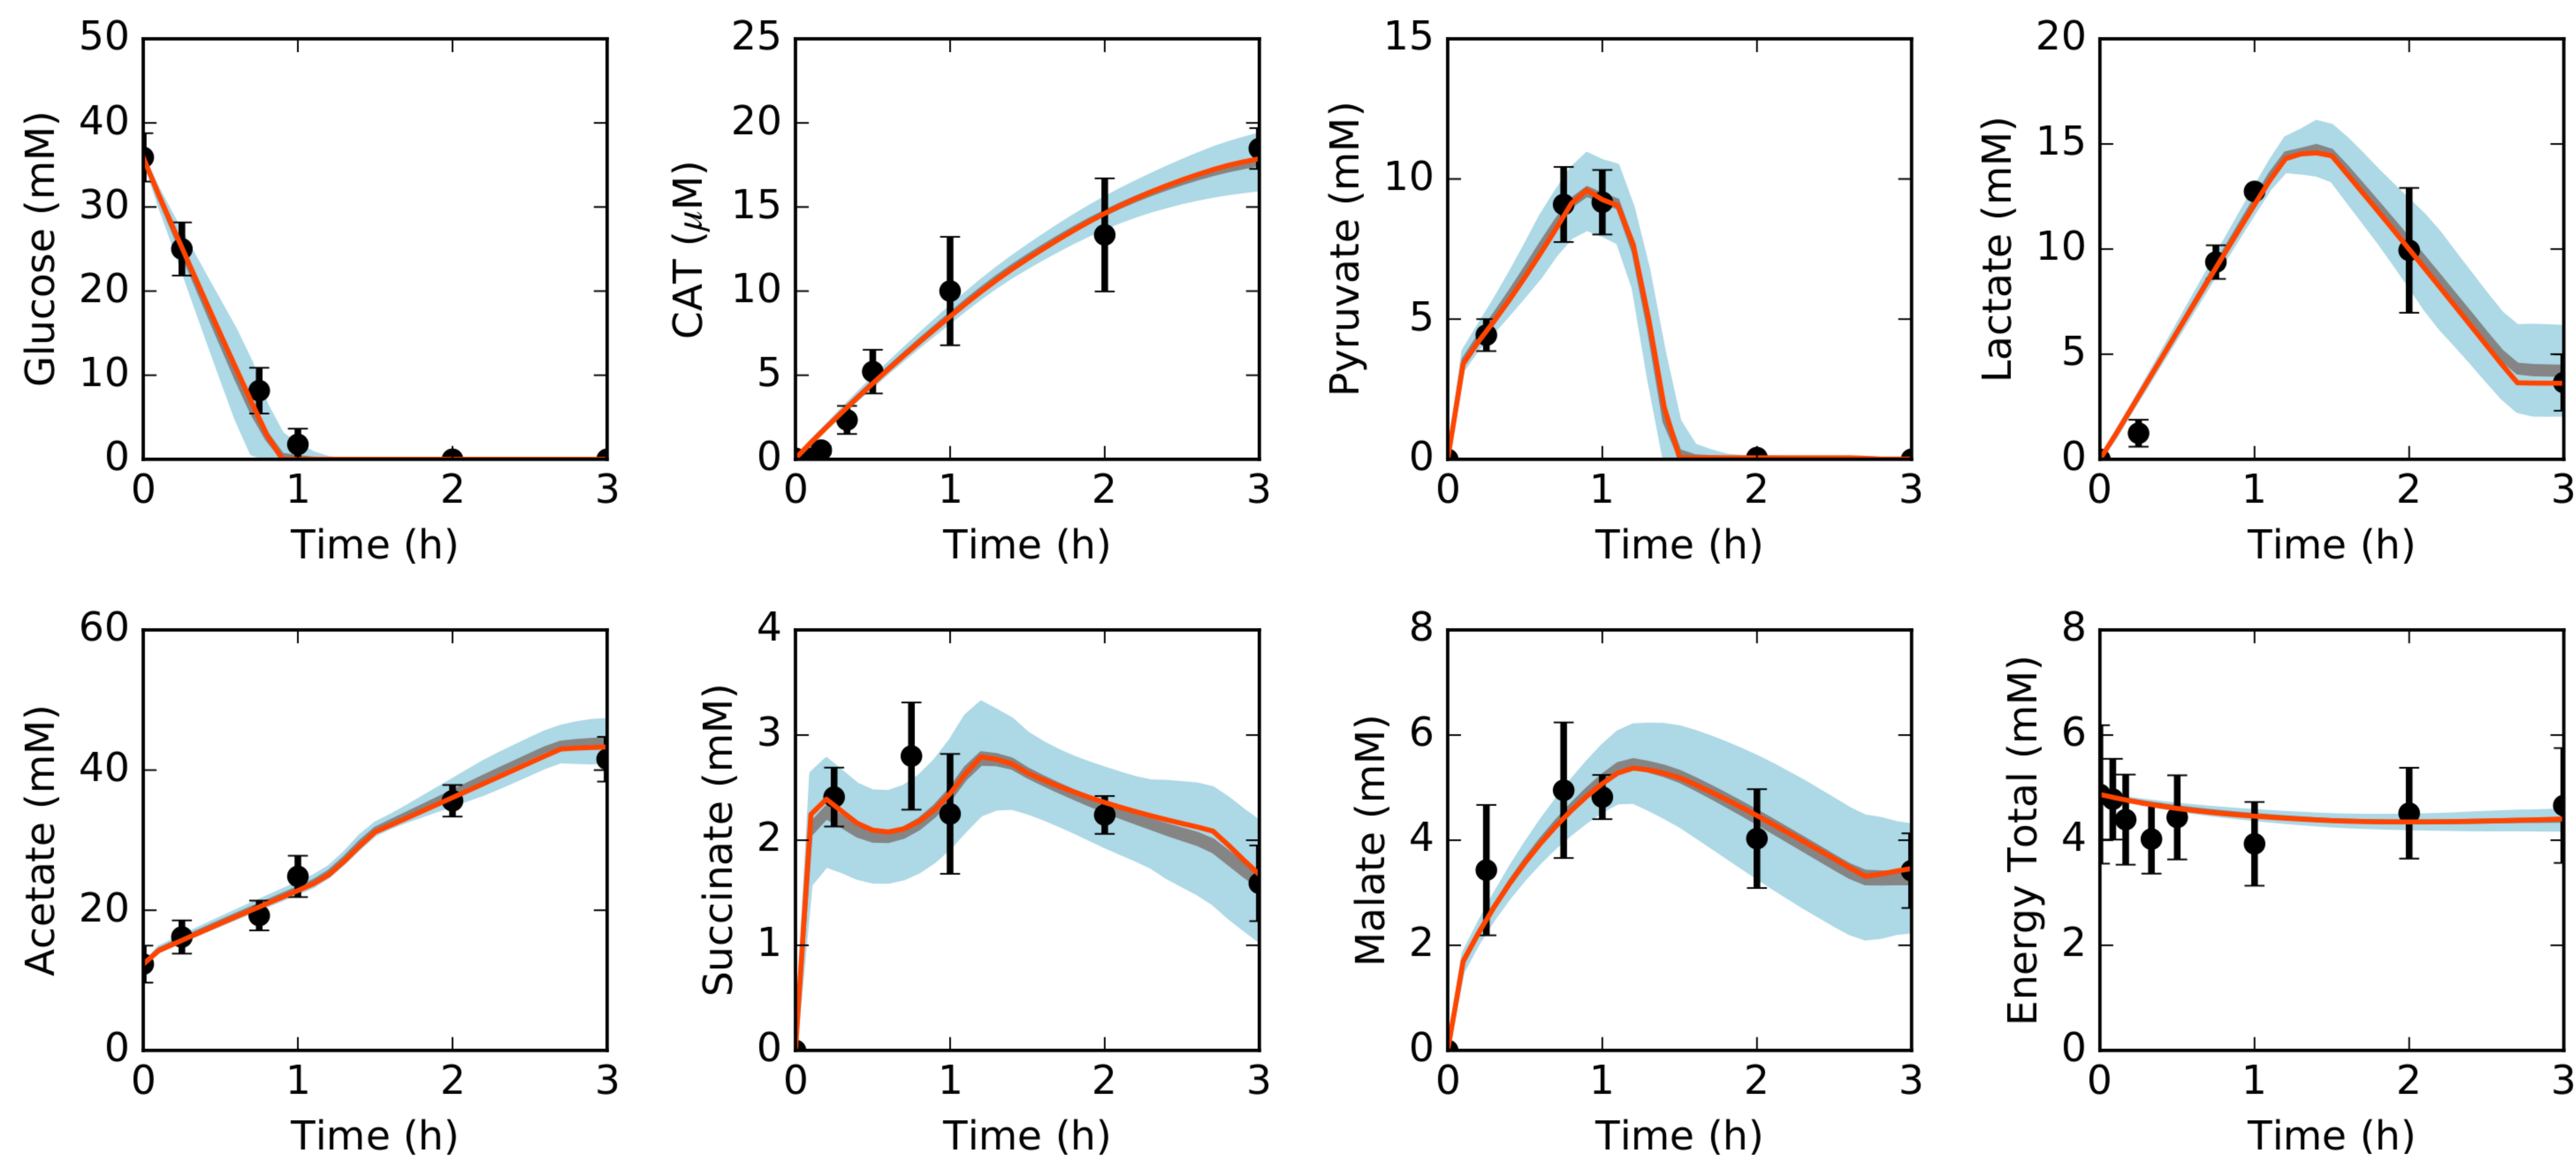 Glucose (mM)
50
40
30
20
10
0
0 1 2 3
Time (h)
CAT (μM)
25
20
15
10
5
0
0 1 2 3
Time (h)
Pyruvate (mM)
15
10
5
0
0 1 2 3
Time (h)
Lactate (mM)
20
15
10
5
0
0 1 2 3
Time (h)
Acetate (mM)
60
40
20
0
0 1 2 3
Time (h)
Succinate (mM)
4
3
2
1
0
0 1 2 3
Time (h)
Malate (mM)
8
6
4
2
0
0 1 2 3
Time (h)
Energy Total (mM)
8
6
4
2
0
0 1 2 3
Time (h)